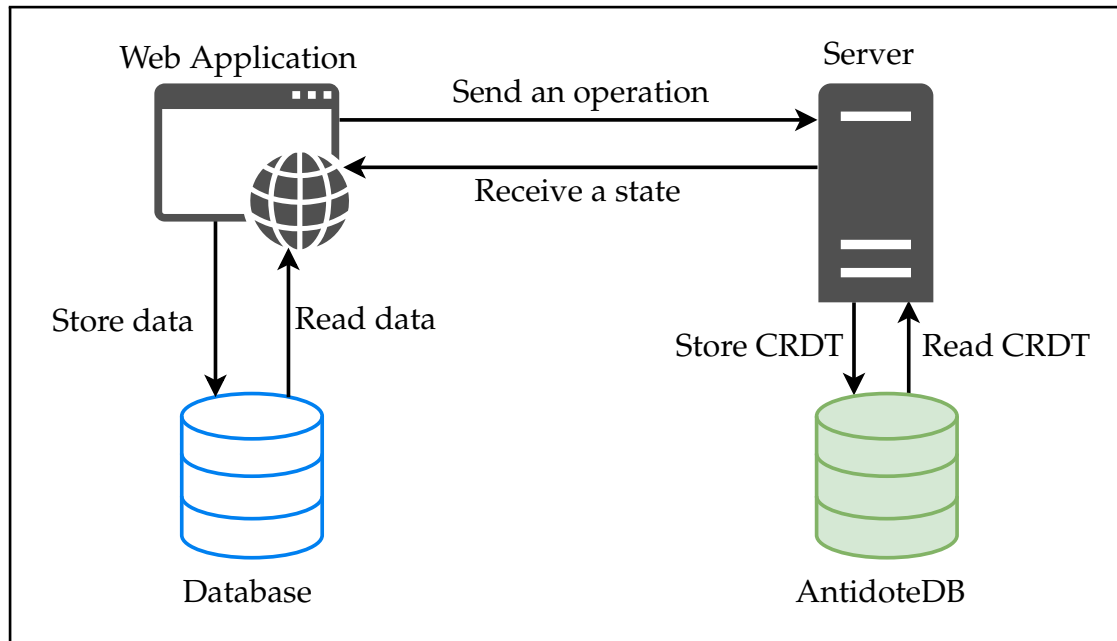 Web Application
Server
Send an operation
Receive a state
Store data
Read data
Store CRDT
Read CRDT
Database
AntidoteDB